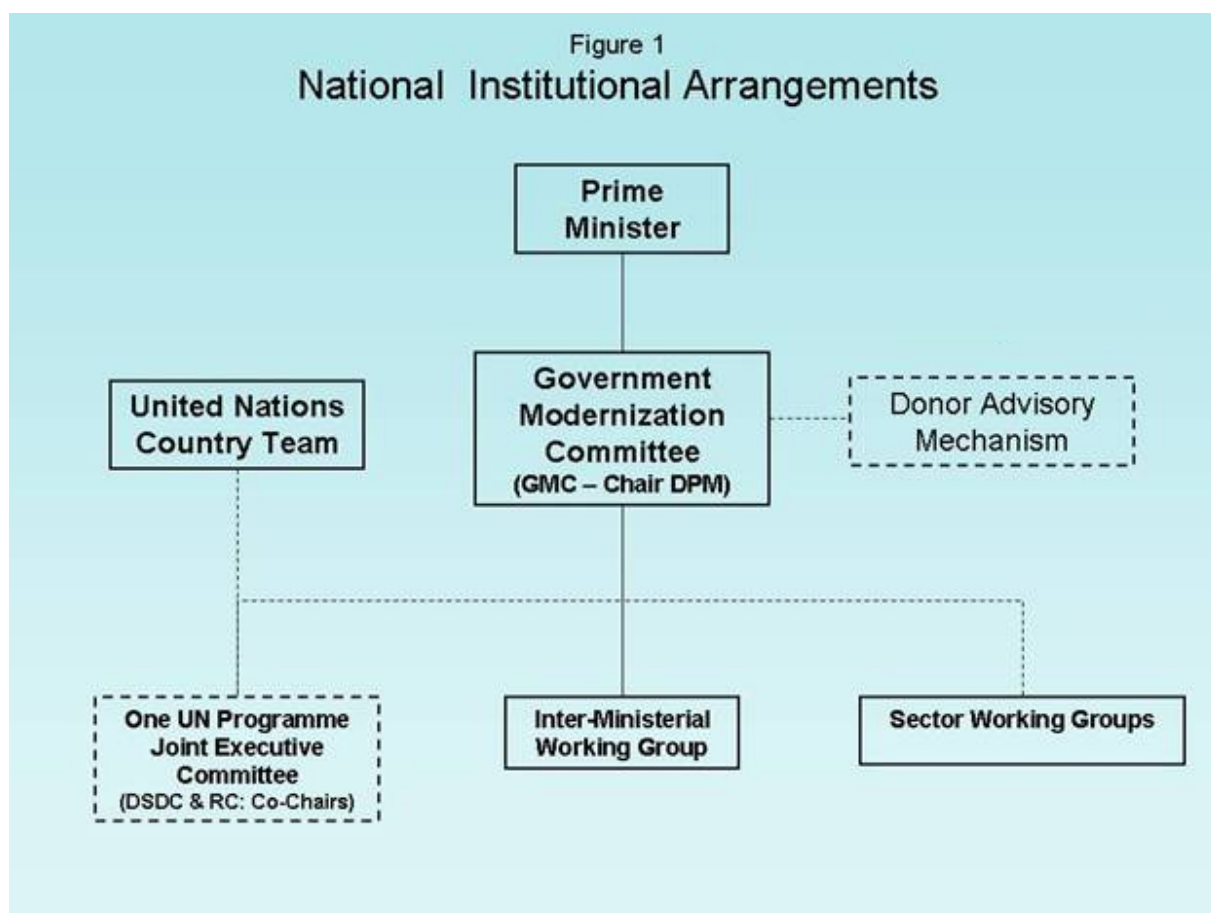 Figure 1
National Institutional Arrangements
Prime
Minister
Government
Modernization
Committee
(GMC – Chair DPM)
United Nations
Country Team
Donor Advisory
Mechanism
One UN Programme
Joint Executive
Committee
(DSDC & RC: Co-Chairs)
Inter-Ministerial
Working Group
Sector Working Groups